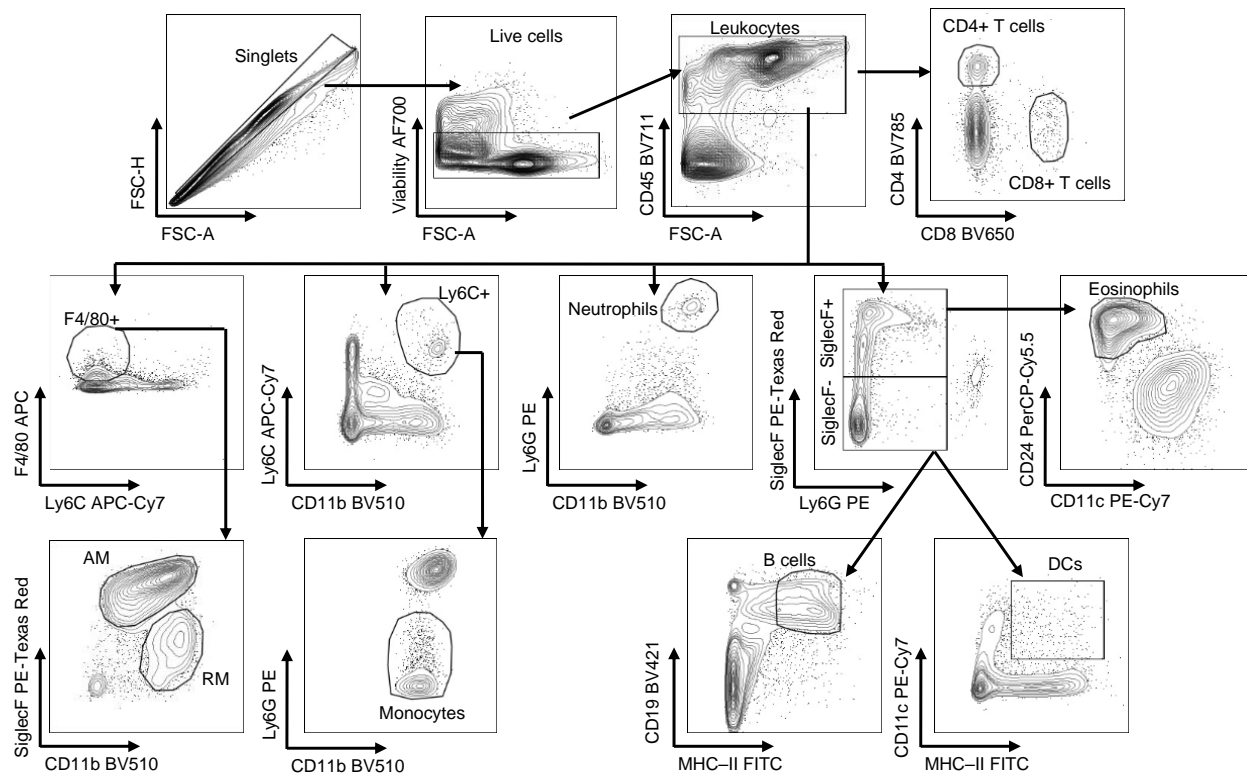 Singlets
FSC-H
FSC-A
Live cells
Viability AF700
FSC-A
Leukocytes
CD45 BV711
FSC-A
CD4+ T cells
CD8+ T cells
CD4 BV785
CD8 BV650
F4/80+
F4/80 APC
Ly6C APC-Cy7
Ly6C+
Ly6C APC-Cy7
CD11b BV510
Neutrophils
Ly6G PE
CD11b BV510
SiglecF+
SiglecF-
SiglecF PE-Texas Red
Ly6G PE
Eosinophils
CD24 PerCP-Cy5.5
CD11c PE-Cy7
AM
RM
SiglecF PE-Texas Red
CD11b BV510
Monocytes
Ly6G PE
CD11b BV510
B cells
CD19 BV421
MHC–II FITC
DCs
CD11c PE-Cy7
MHC–II FITC